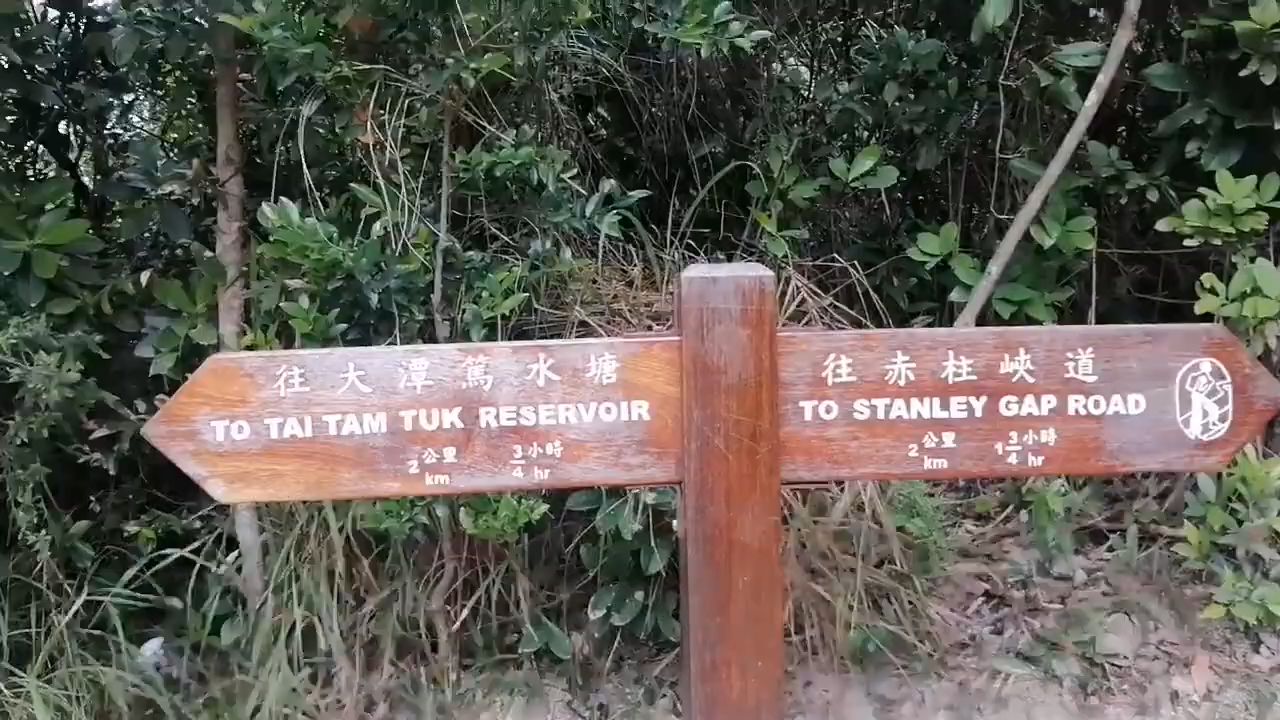 往大潭篤水塘
TO TAI TAM TUK RESERVOIR
2 公里 km 3/4 小時 hr
往赤柱峽道
TO STANLEY GAP ROAD
2 公里 km 1 3/4 小時 hr